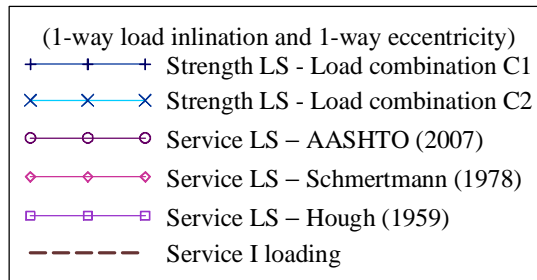 (1-way load inlination and 1-way eccentricity)
Strength LS - Load combination C1
Strength LS - Load combination C2
Service LS – AASHTO (2007)
Service LS – Schmertmann (1978)
Service LS – Hough (1959)
Service I loading